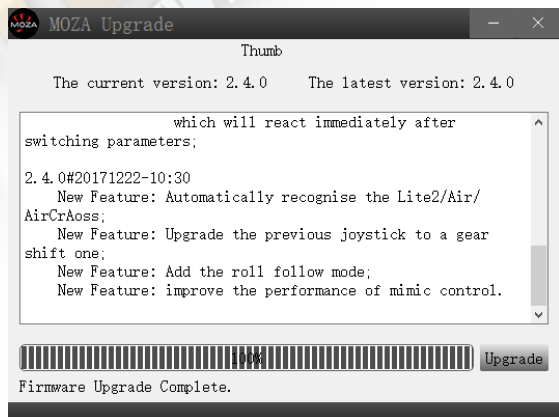 MOZA
MOZA Upgrade
Thumb
The current version: 2.4.0 The latest version: 2.4.0
which will react immediately after
switching parameters;
2.4.0#20171222-10:30
New Feature: Automatically recognise the Lite2/Air/
AirCrAoss;
New Feature: Upgrade the previous joystick to a gear
shift one;
New Feature: Add the roll follow mode;
New Feature: improve the performance of mimic control.
100%
Upgrade
Firmware Upgrade Complete.